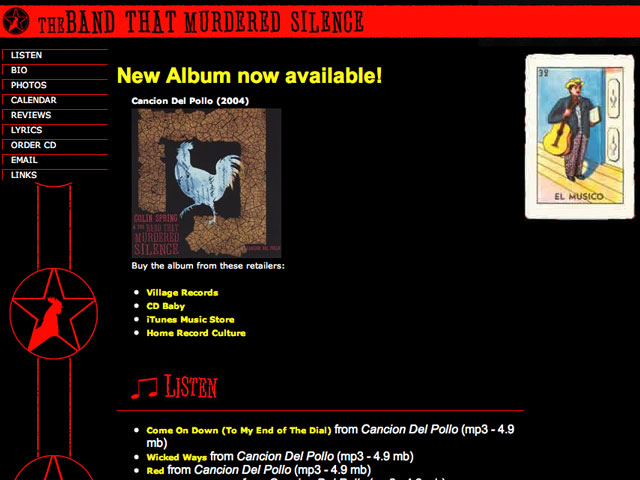 THE BAND THAT MURDERED SILENCE
LISTEN
BIO
PHOTOS
CALENDAR
REVIEWS
LYRICS
ORDER CD
EMAIL
LINKS
New Album now available!
Cancion Del Pollo (2004)
COLIN SPRING
& THE BAND THAT
MURDERED
SILENCE
CANCION DEL POLLO
Buy the album from these retailers:
Village Records
CD Baby
iTunes Music Store
Home Record Culture
LISTEN
Come On Down (To My End of The Dial) from Cancion Del Pollo (mp3 - 4.9
mb)
Wicked Ways from Cancion Del Pollo (mp3 - 4.9 mb)
Red from Cancion Del Pollo (mp3 - 4.9 mb)
39
EL MUSICO